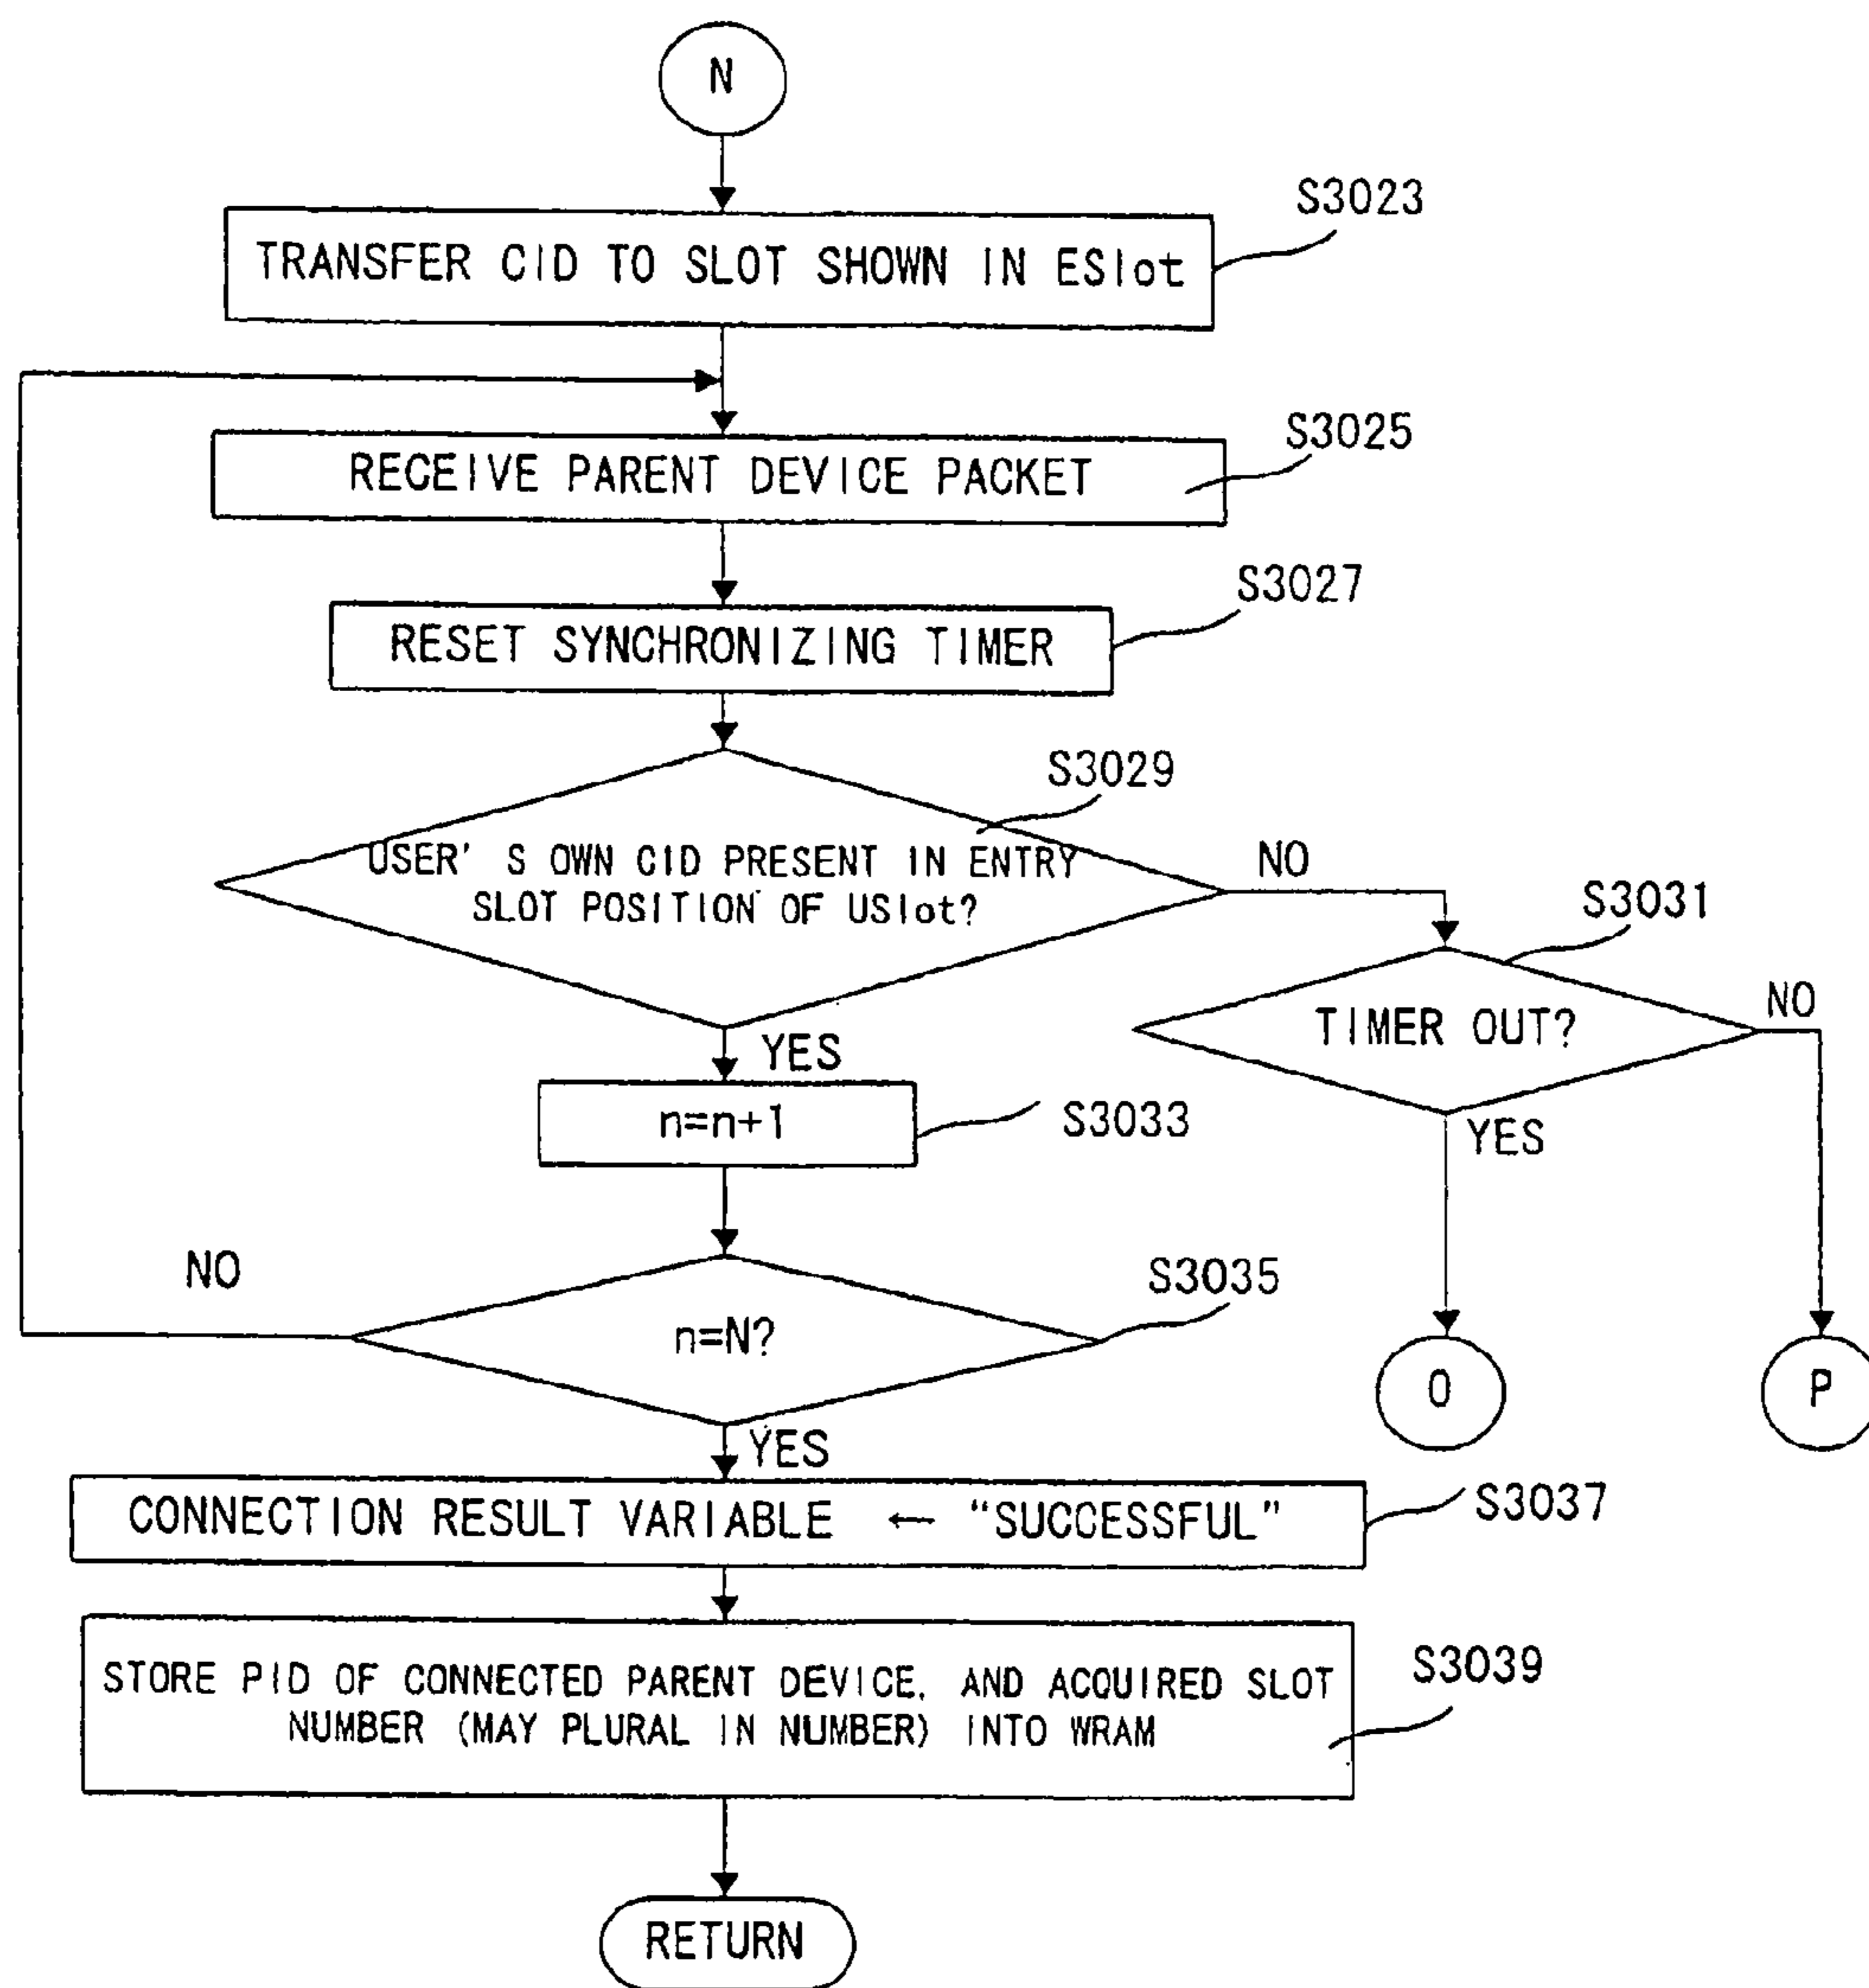 N
S3023
TRANSFER CID TO SLOT SHOWN IN ESlot
S3025
RECEIVE PARENT DEVICE PACKET
S3027
RESET SYNCHRONIZING TIMER
S3029
USER'S OWN CID PRESENT IN ENTRY
SLOT POSITION OF USlot?
NO
S3031
TIMER OUT?
NO
YES
YES
n=n+1
S3033
NO
S3035
n=N?
O
P
YES
CONNECTION RESULT VARIABLE ← "SUCCESSFUL"
S3037
STORE PID OF CONNECTED PARENT DEVICE, AND ACQUIRED SLOT
NUMBER (MAY PLURAL IN NUMBER) INTO WRAM
S3039
RETURN